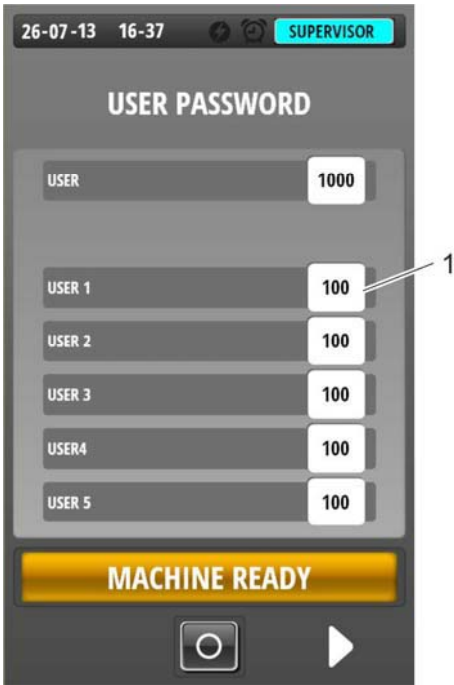 26-07-13 16-37 SUPERVISOR
USER PASSWORD
USER 1000
USER 1 100
1
USER 2 100
USER 3 100
USER4 100
USER 5 100
MACHINE READY